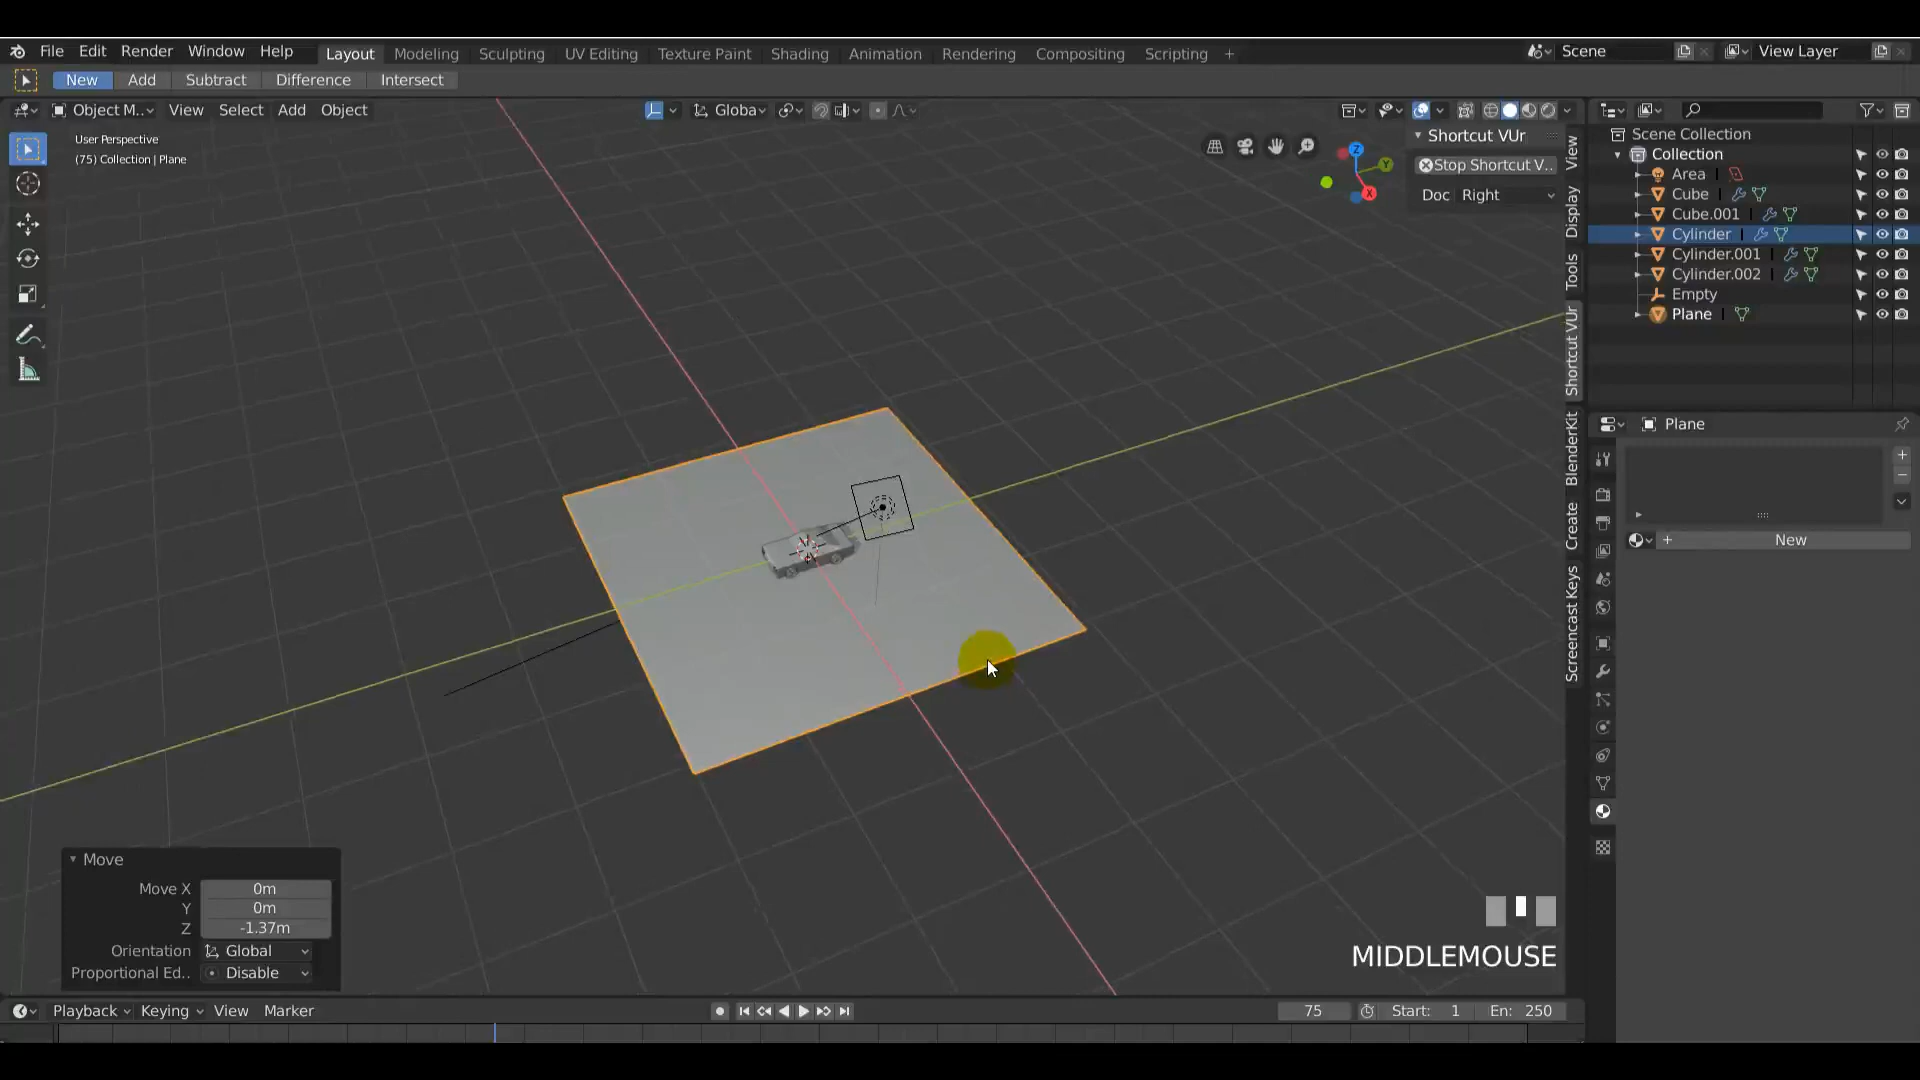 File Edit Render Window Help Layout Modeling Sculpting UV Editing Texture Paint Shading Animation Rendering Compositing Scripting + Scene View Layer
New Add Subtract Difference Intersect
Object M.. View Select Add Object Globa
User Perspective
(75) Collection | Plane
Shortcut VUr
Stop Shortcut V..
Doc Right
Z
Y
X
View
Display
Tools
Shortcut VUr
BlenderKit
Create
Screencast Keys
Scene Collection
Collection
Area
Cube
Cube.001
Cylinder
Cylinder.001
Cylinder.002
Empty
Plane
Plane
+ New
Move
Move X 0m
Y 0m
Z -1.37m
Orientation Global
Proportional Ed.. Disable
MIDDLEMOUSE
Playback Keying View Marker 75 Start: 1 En: 250